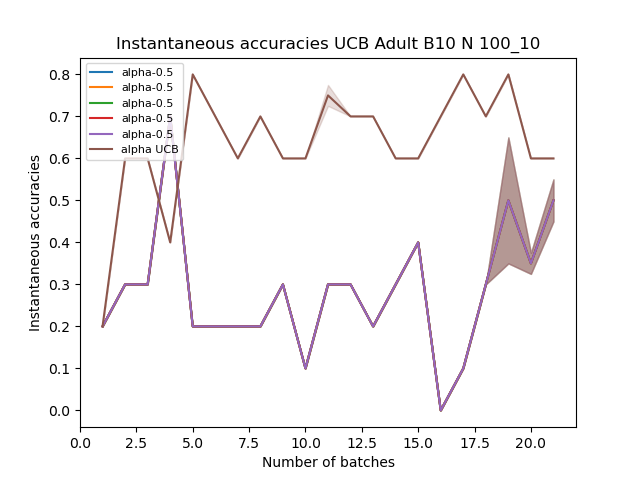 Instantaneous accuracies UCB Adult B10 N 100_10
alpha-0.5
alpha-0.5
alpha-0.5
alpha-0.5
alpha-0.5
alpha UCB
Instantaneous accuracies
0.8
0.7
0.6
0.5
0.4
0.3
0.2
0.1
0.0
0.0
2.5
5.0
7.5
10.0
12.5
15.0
17.5
20.0
Number of batches